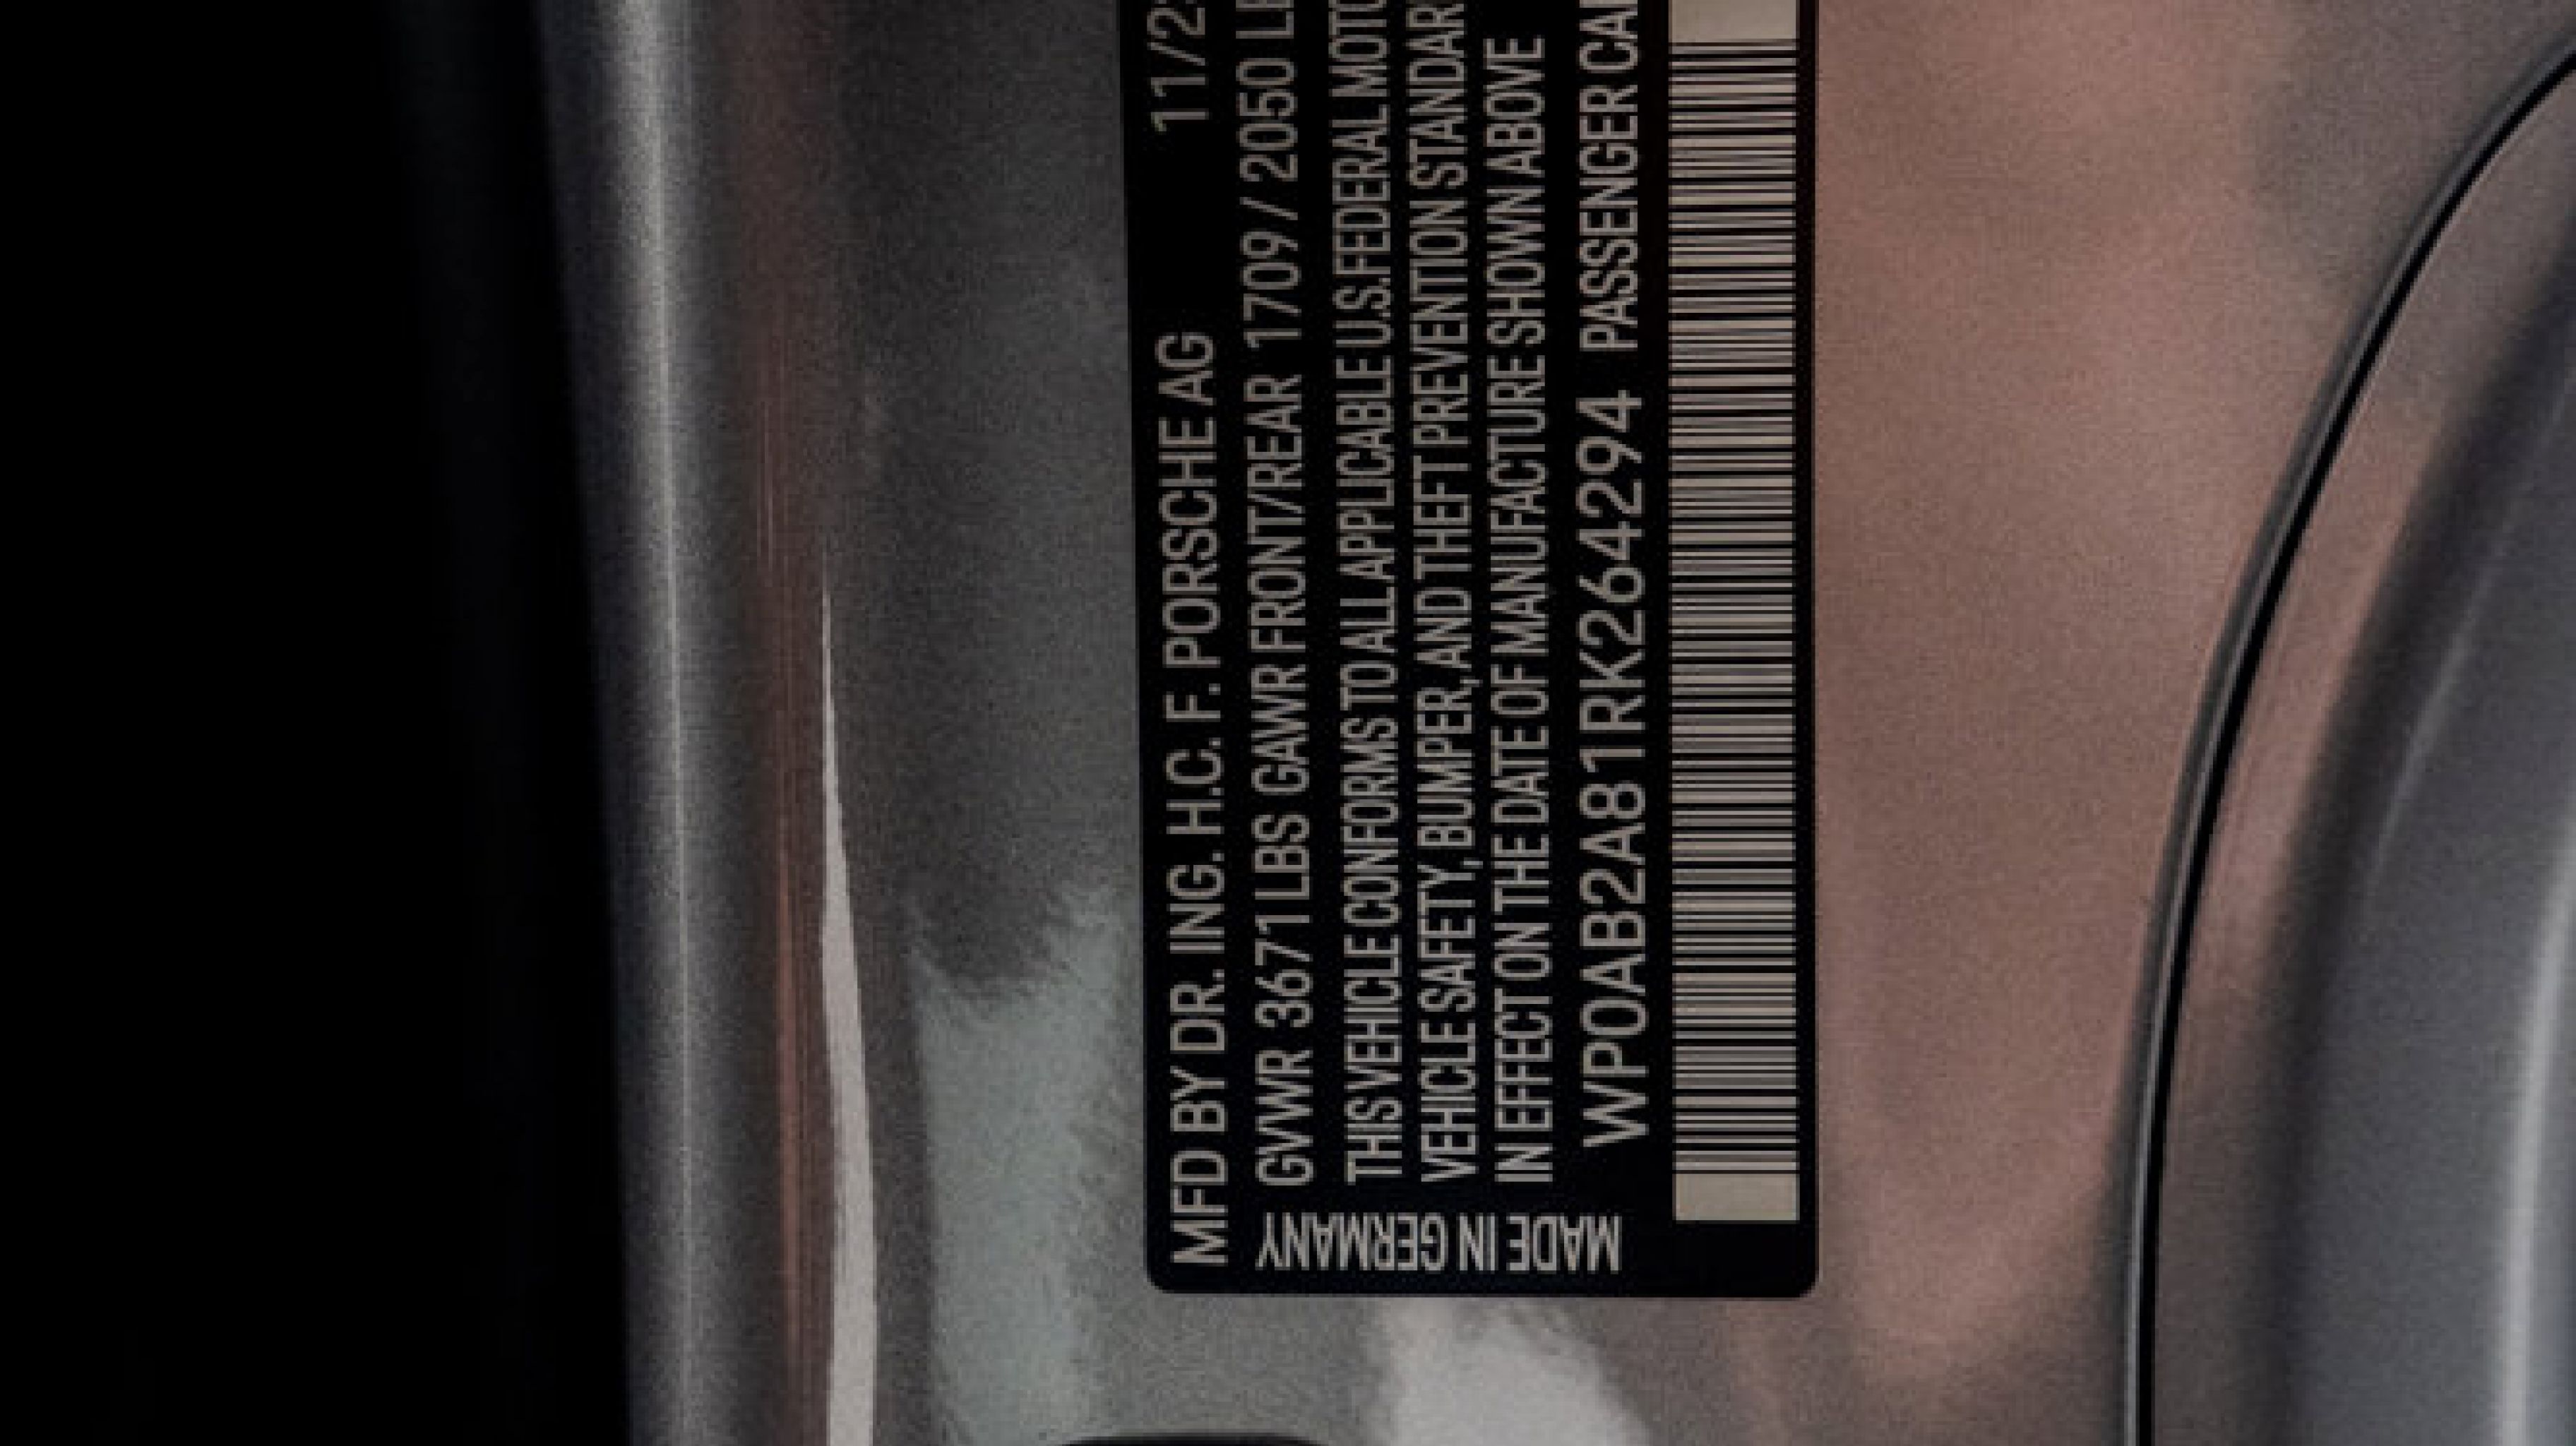 MFD BY DR. ING. H.C. F. PORSCHE AG 11/2
GVWR 3671 LBS GAWR FRONT/REAR 1709 / 2050
THIS VEHICLE CONFORMS TO ALL APPLICABLE U.S. FEDERAL
VEHICLE SAFETY, BUMPER, AND THEFT PREVENTION
IN EFFECT ON THE DATE OF MANUFACTURE SHOWN ABOVE
WP0AB2A81RK264294 PASSENGER
MADE IN GERMANY